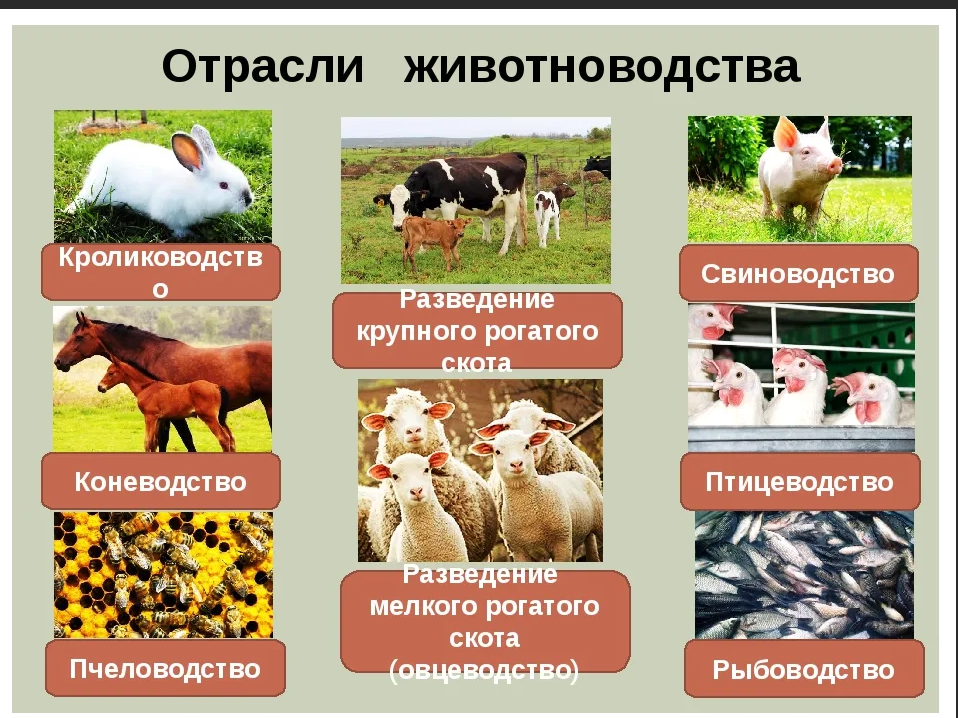 Отрасли животноводства
Кролиководств
о
Разведение
крупного рогатого
скота
Свиноводство
Коневодство
Птицеводство
Пчеловодство
Разведение
мелкого рогатого
скота
(овцеводство)
Рыбоводство